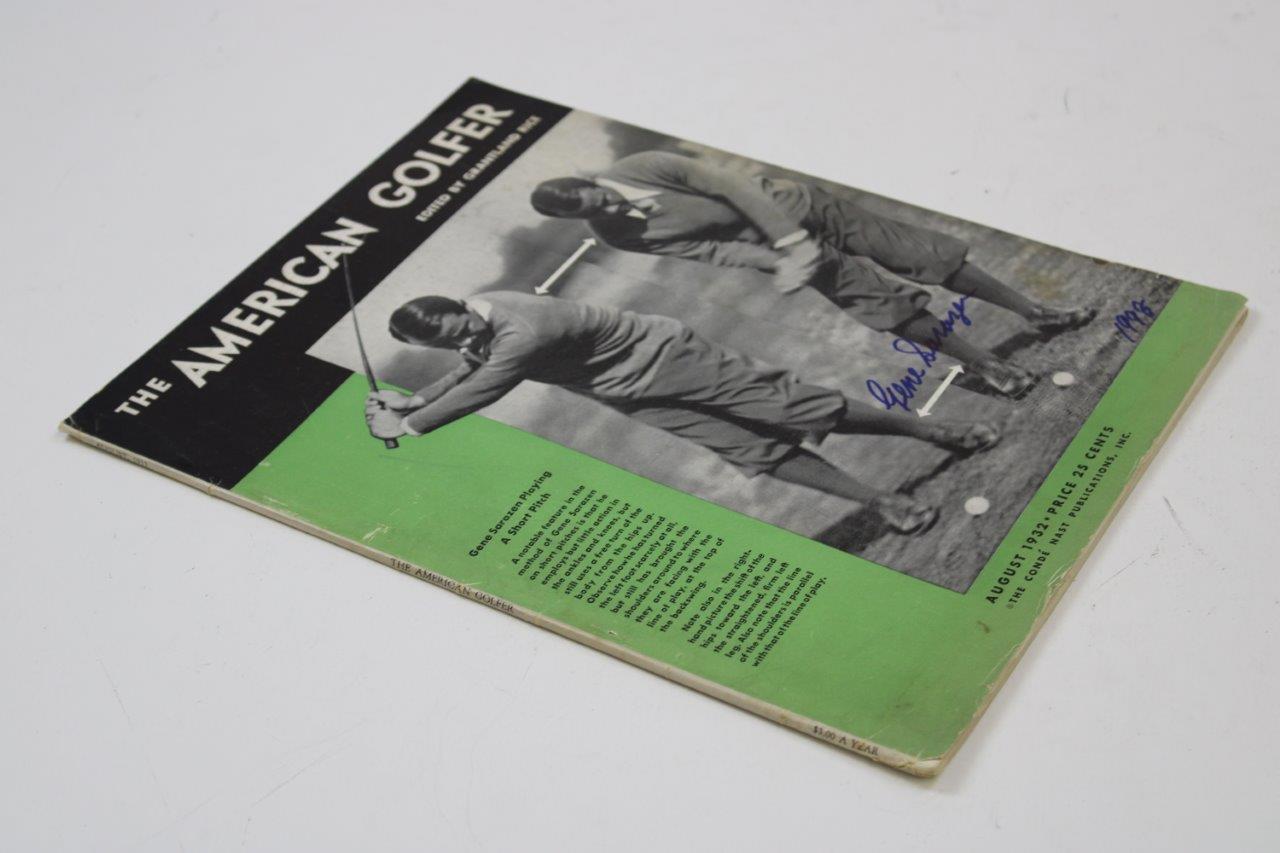 THE AMERICAN GOLFER
EDITED BY GRANTLAND RICE
Gene Sarazen
Gene Sarazen Playing
A Short Pitch
A notable feature in the
method of Gene Sarazen
on short pitches is that he
employs but little action in
the ankles and knees, but
still uses a free turn of the
body from the hips up.
Observe how he has turned
the left foot scarcely at all,
but still has brought the
shoulders around to where
they are facing with the
line of play, at the top of
the backswing.
Note also in the right-
hand picture the shift of the
hips toward the left, and
the straightened, firm left
leg. Also note that the line
of the shoulders is parallel
with that of the line of play.
AUGUST 1932 · PRICE 25 CENTS
©THE CONDÉ NAST PUBLICATIONS, INC.
THE AMERICAN GOLFER
$1.00 A YEAR